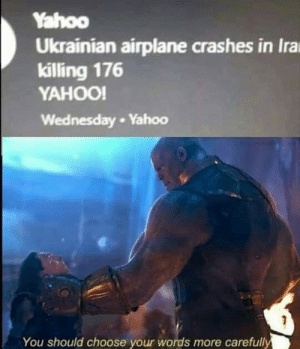 Yahoo
Ukrainian airplane crashes in Ira
killing 176
YAHOO!
Wednesday • Yahoo
You should choose your words more carefully